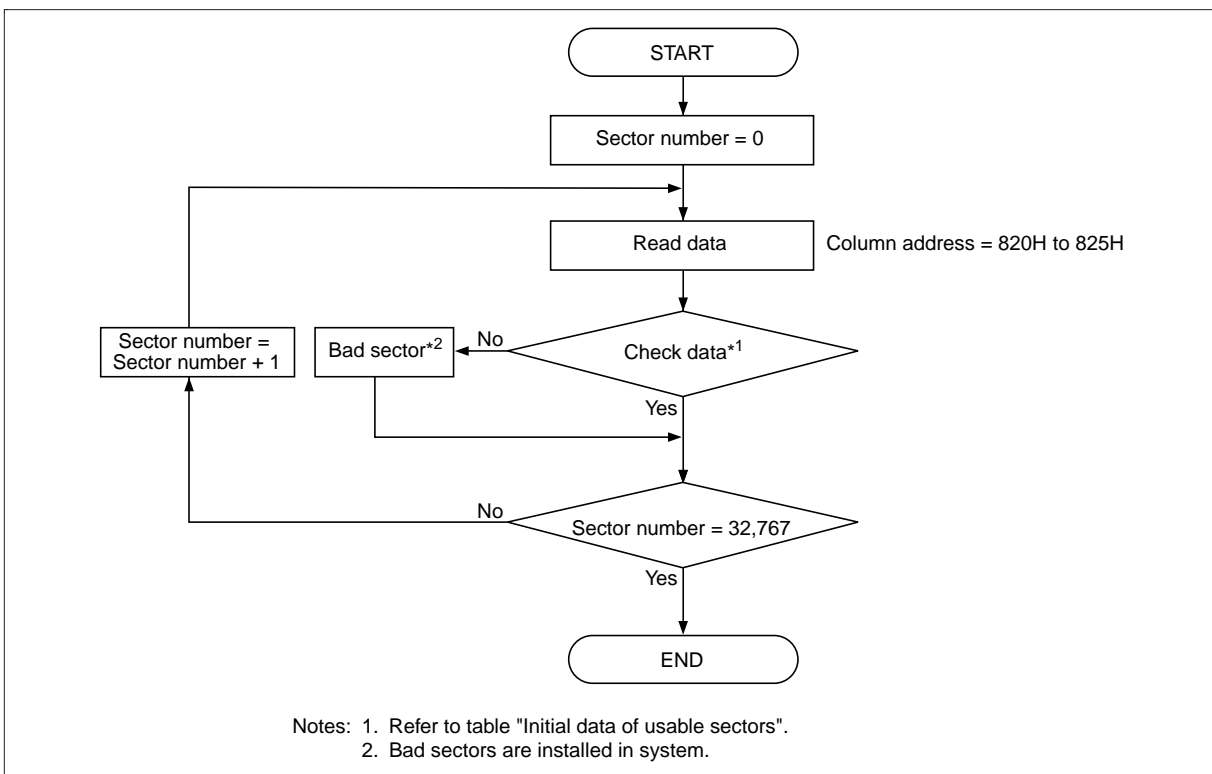 START
Sector number = 0
Read data
Column address = 820H to 825H
Sector number =
Sector number + 1
Bad sector*2
No
Check data*1
Yes
No
Sector number = 32,767
Yes
END
Notes: 1. Refer to table "Initial data of usable sectors".
2. Bad sectors are installed in system.